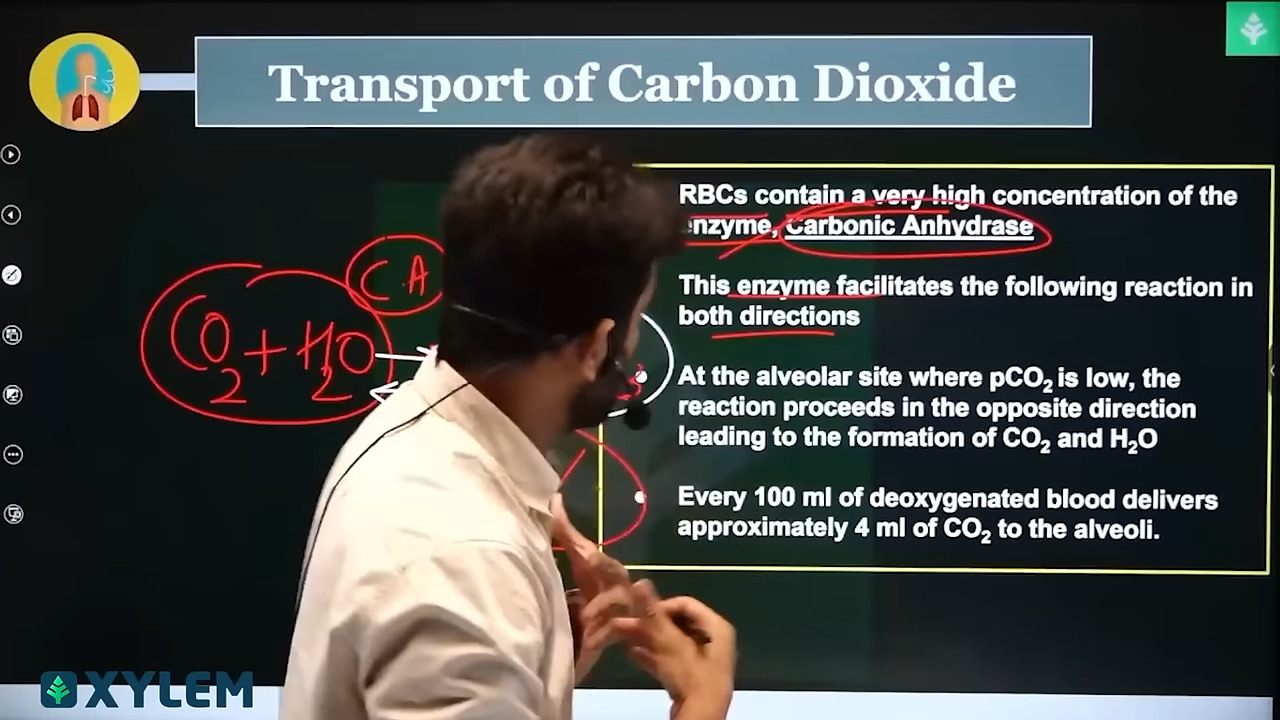 Transport of Carbon Dioxide
RBCs contain a very high concentration of the
enzyme, Carbonic Anhydrase
This enzyme facilitates the following reaction in
both directions
C.A
CO2 + H2O
At the alveolar site where pCO2 is low, the
reaction proceeds in the opposite direction
leading to the formation of CO2 and H2O
Every 100 ml of deoxygenated blood delivers
approximately 4 ml of CO2 to the alveoli.
XYLEM